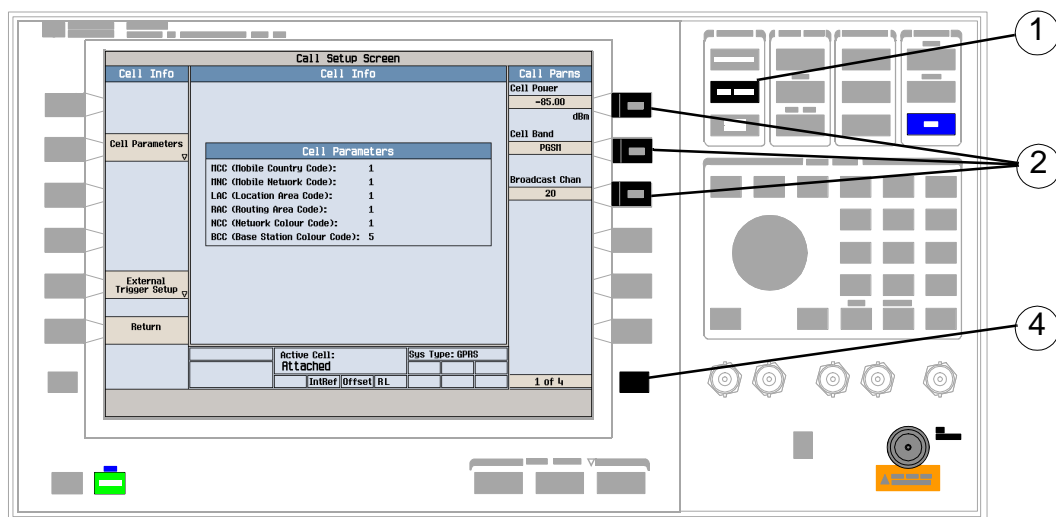 Call Setup Screen
Cell Info
Cell Info
Call Parms
Cell Parameters
External
Trigger Setup
Return
Cell Parameters
MCC (Mobile Country Code): 1
MNC (Mobile Network Code): 1
LAC (Location Area Code): 1
RAC (Routing Area Code): 1
NCC (Network Colour Code): 1
BCC (Base Station Colour Code): 5
Cell Power
-85.00
dBm
Cell Band
PGSM
Broadcast Chan
20
Active Cell:
Attached
Sys Type: GPRS
IntRef Offset RL
1 of 4
1
2
4